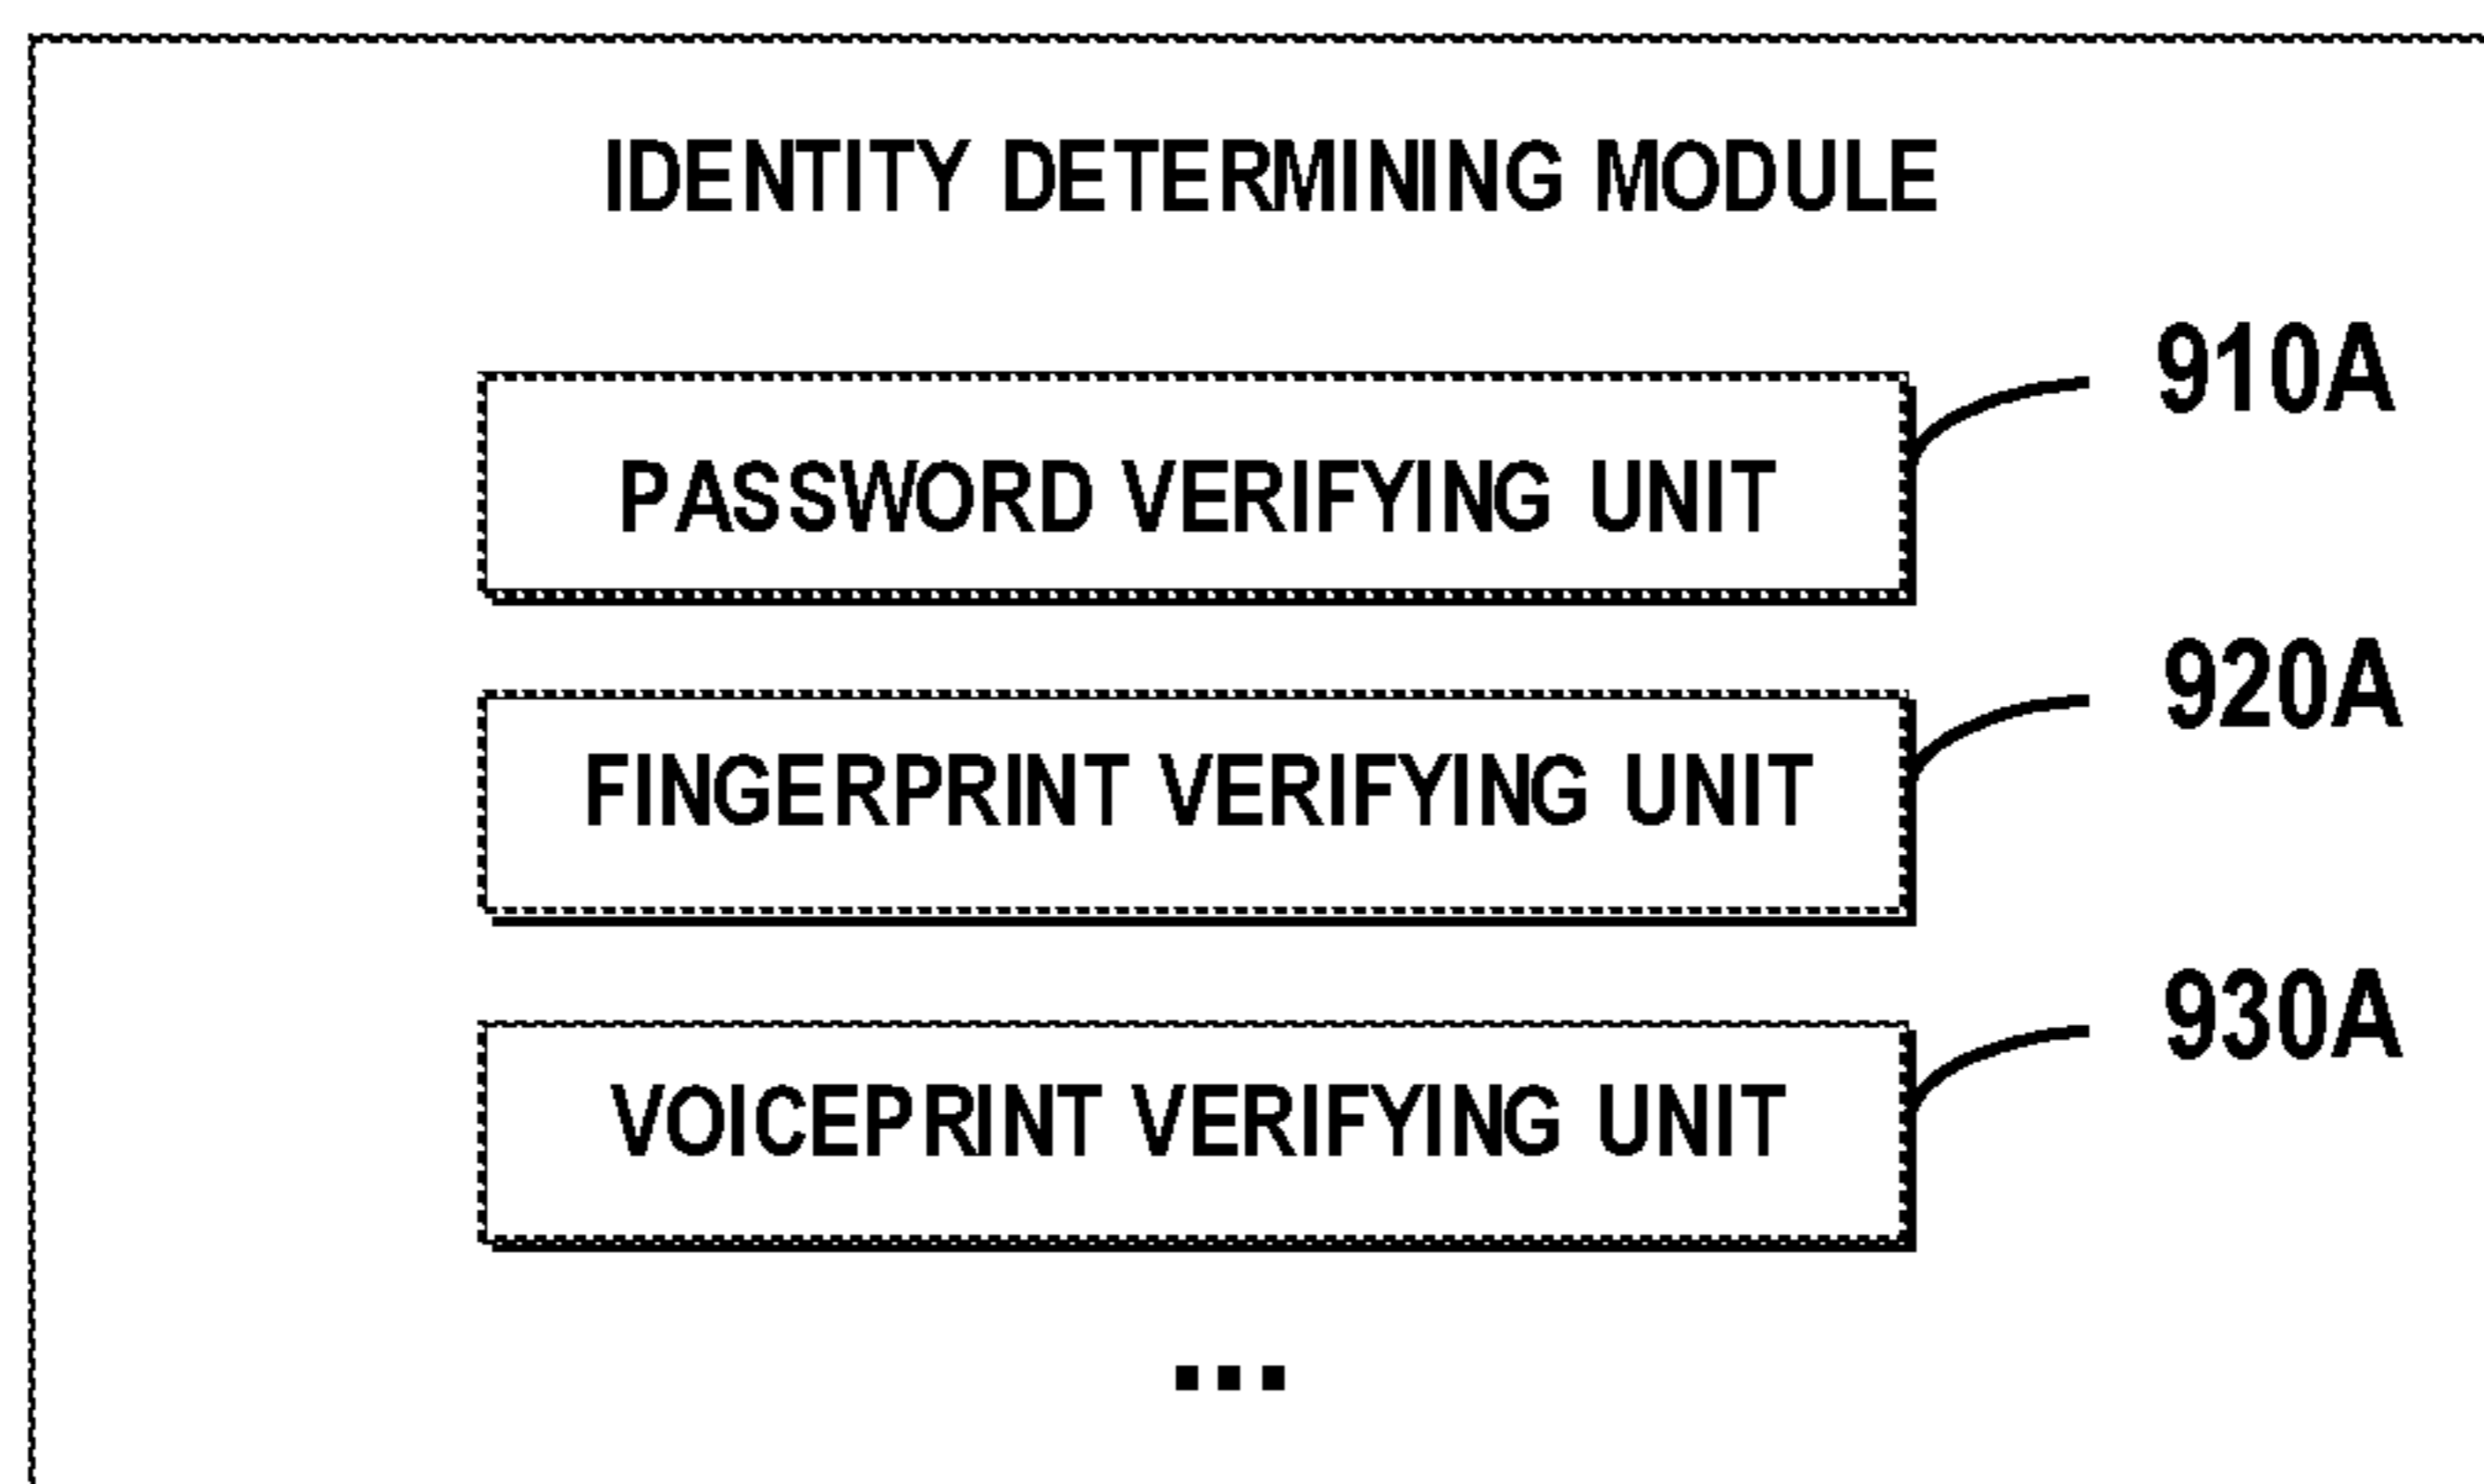 IDENTITY DETERMINING MODULE
910A
PASSWORD VERIFYING UNIT
920A
FINGERPRINT VERIFYING UNIT
930A
VOICEPRINT VERIFYING UNIT
...